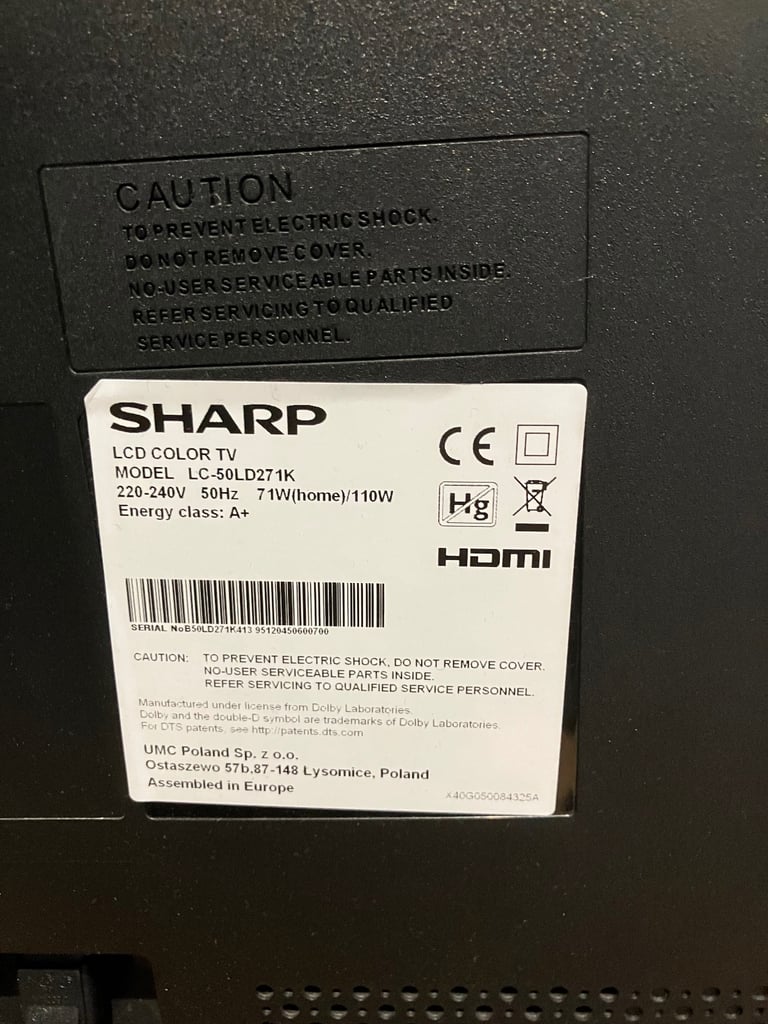 CAUTION
TO PREVENT ELECTRIC SHOCK.
DO NOT REMOVE COVER.
NO-USER SERVICEABLE PARTS INSIDE.
REFER SERVICING TO QUALIFIED
SERVICE PERSONNEL.
SHARP
LCD COLOR TV
MODEL LC-50LD271K
220-240V 50Hz 71W(home)/110W
Energy class: A+
CE
Hg
HDMI
SERIAL NoB50LD271K413 95120450600700
CAUTION: TO PREVENT ELECTRIC SHOCK, DO NOT REMOVE COVER.
NO-USER SERVICEABLE PARTS INSIDE.
REFER SERVICING TO QUALIFIED SERVICE PERSONNEL.
Manufactured under license from Dolby Laboratories.
Dolby and the double-D symbol are trademarks of Dolby Laboratories.
For DTS patents, see http://patents.dts.com
UMC Poland Sp. z o.o.
Ostaszewo 57b,87-148 Łysomice, Poland
Assembled in Europe
X40G050084325A